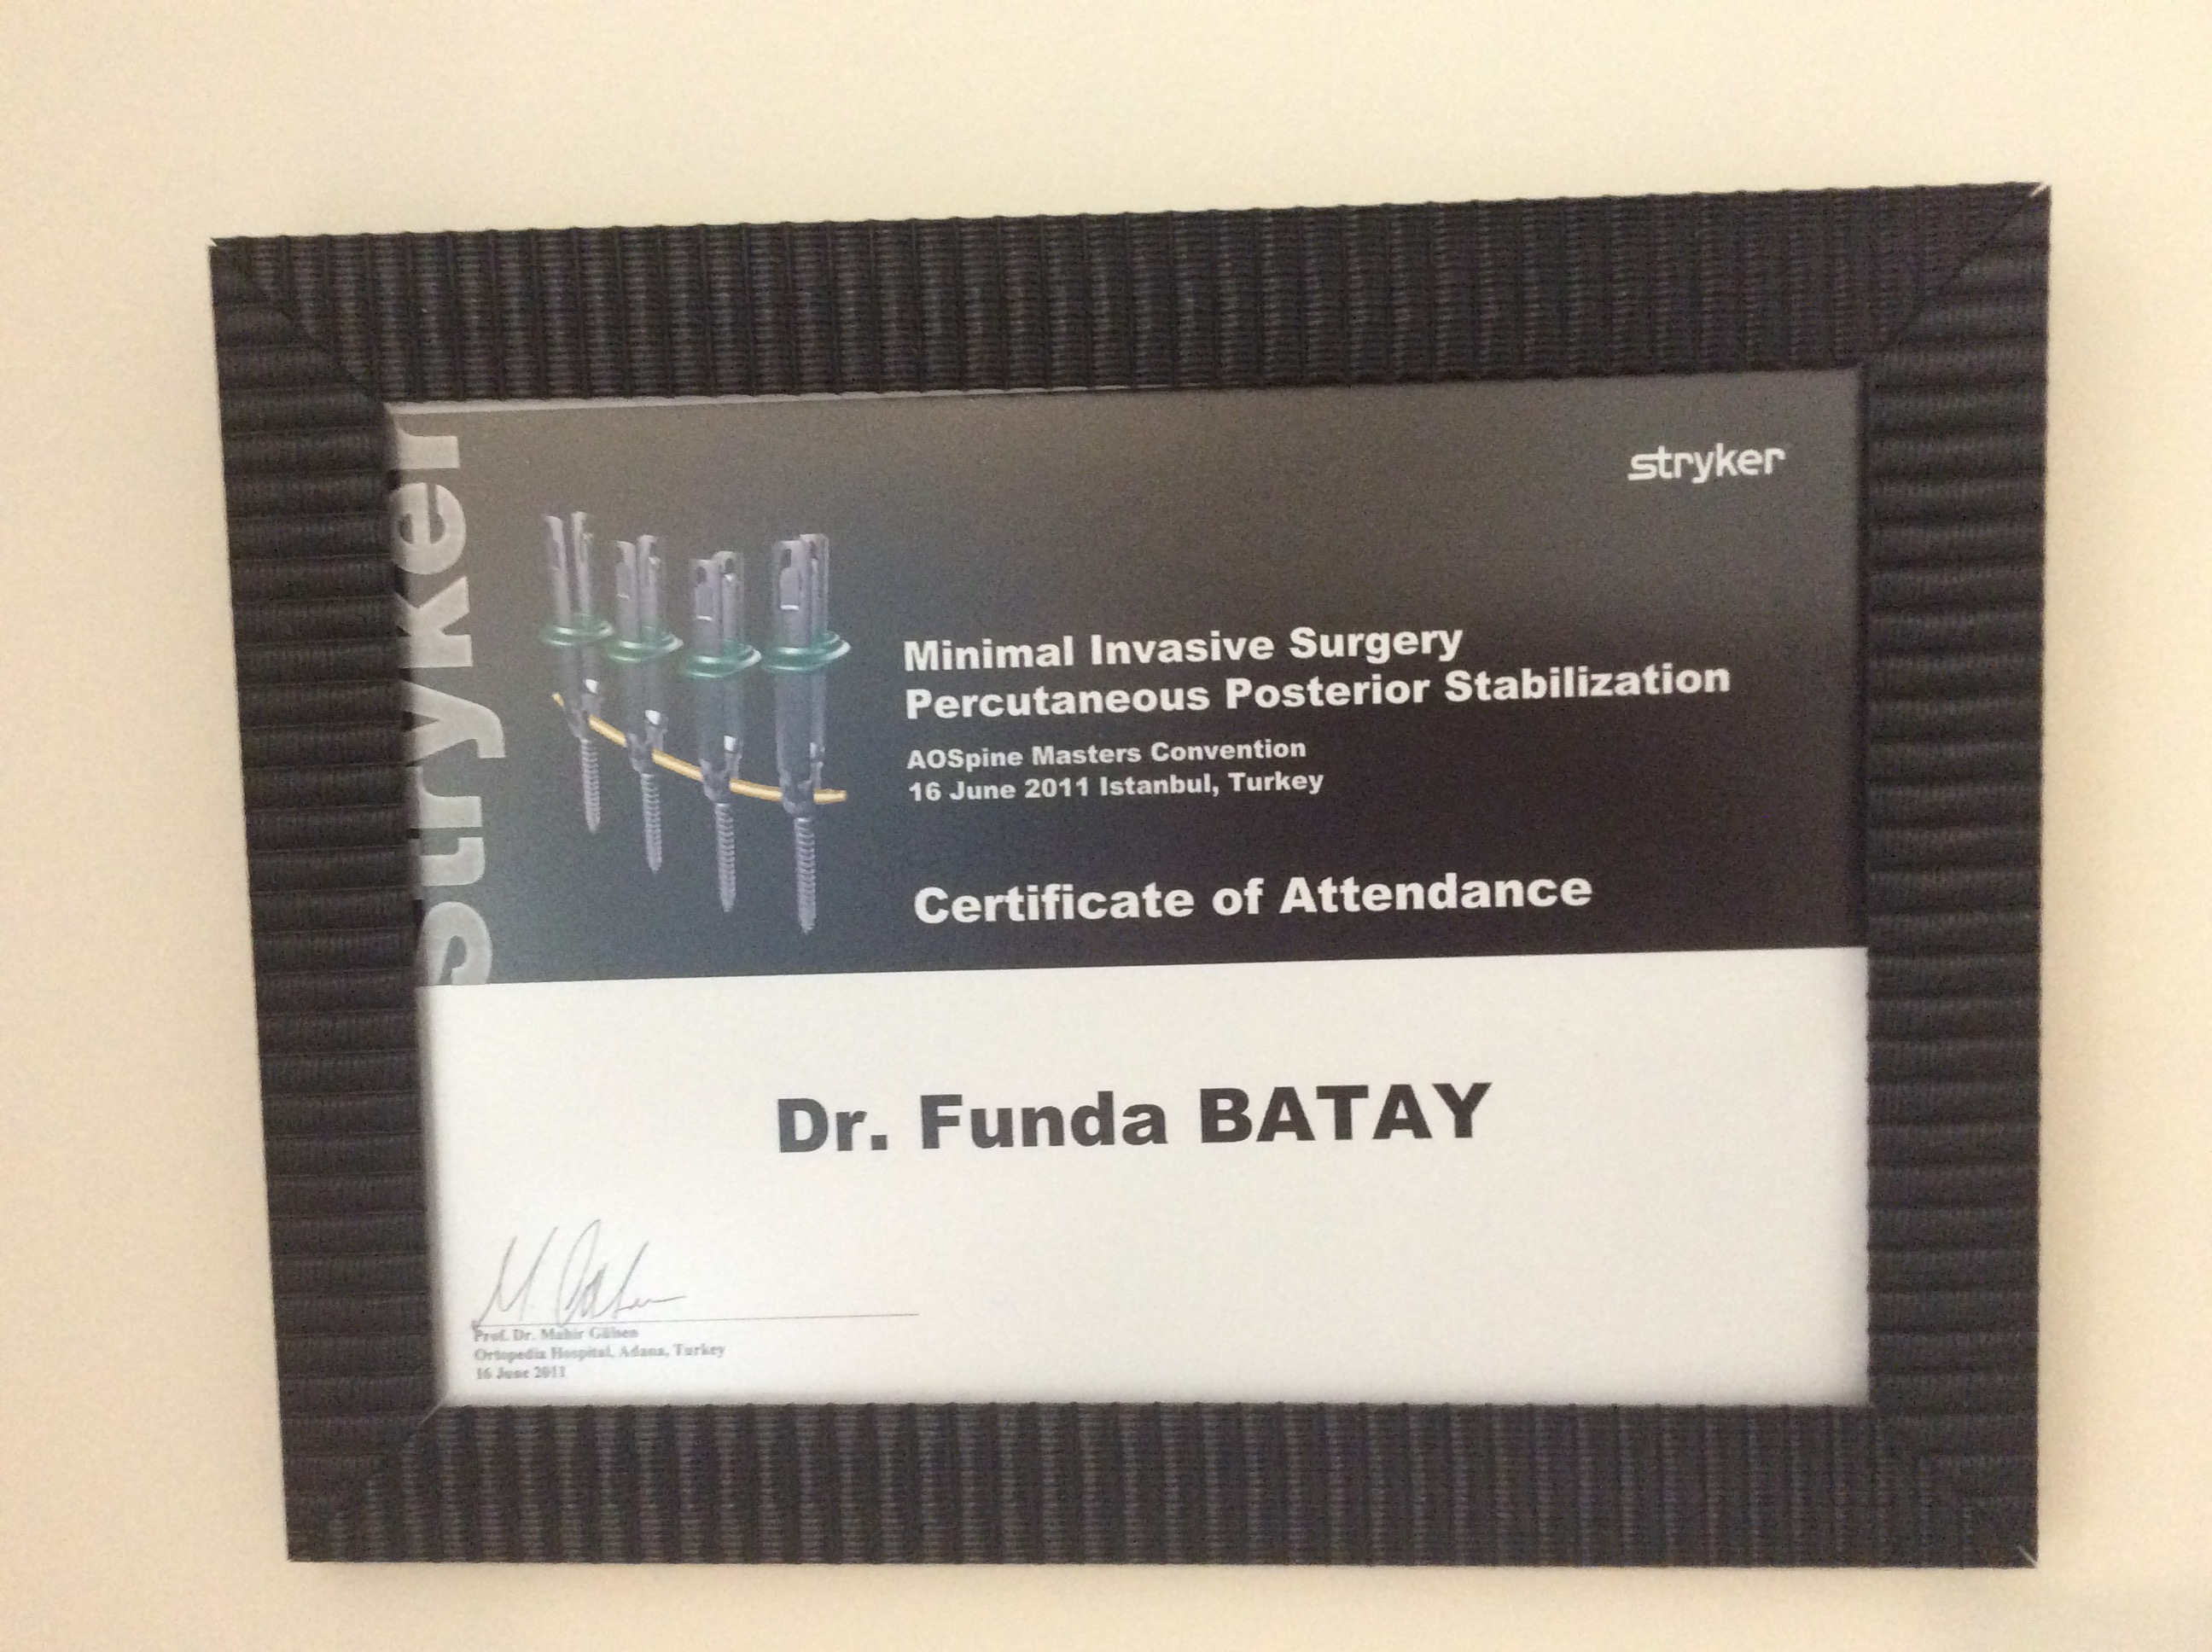 stryker
stryker
Minimal Invasive Surgery
Percutaneous Posterior Stabilization
AOSpine Masters Convention
16 June 2011 Istanbul, Turkey
Certificate of Attendance
Dr. Funda BATAY
Prof. Dr. Mahir Gülsen
Ortopedia Hospital, Adana, Turkey
16 June 2011